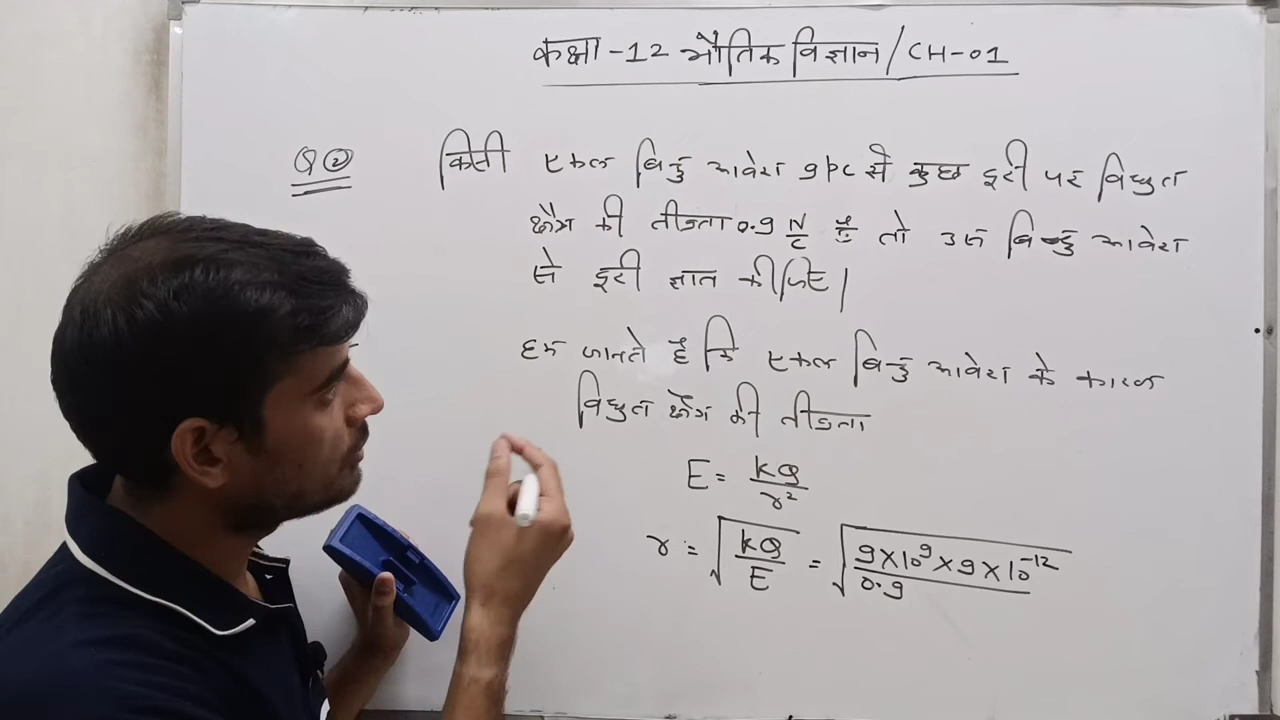 कक्षा -12 भौतिक विज्ञान / CH-01
Q② किसी एकल बिन्दु आवेश 9pc से कुछ दूरी पर विद्युत
क्षेत्र की तीव्रता 0.9 N/C है तो उस बिन्दु आवेश
से दूरी ज्ञात कीजिए।
हम जानते है कि एकल बिन्दु आवेश के कारण
विद्युत क्षेत्र की तीव्रता
E = kQ/r²
r = √(kQ/E) = √(9×10⁹×9×10⁻¹²/0.9)